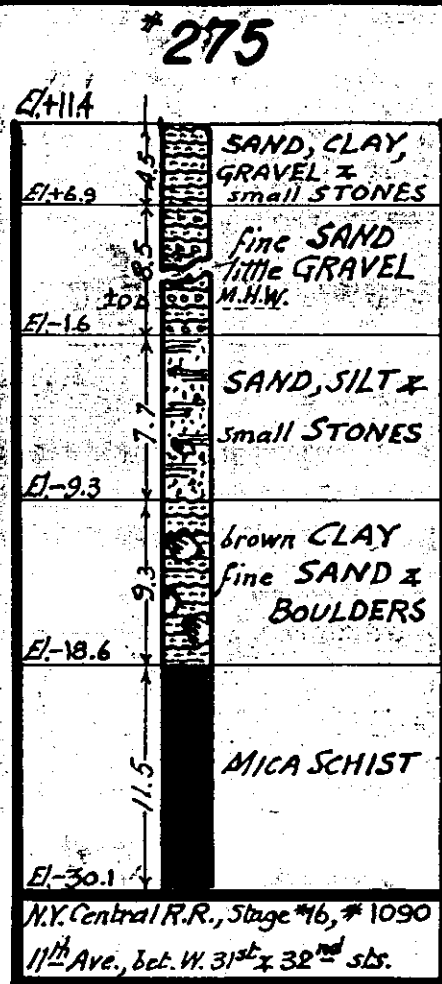 #275
El.+11.4
4.5
SAND, CLAY,
GRAVEL &
small STONES
El.+6.9
8.5
fine SAND
little GRAVEL
±0.0
M.H.W.
El.-1.6
7.7
SAND, SILT &
small STONES
El.-9.3
9.3
brown CLAY
fine SAND &
BOULDERS
El.-18.6
11.5
MICA SCHIST
El.-30.1
N.Y. Central R.R., Stage #16, #1090
11th Ave., bet. W. 31st & 32nd sts.